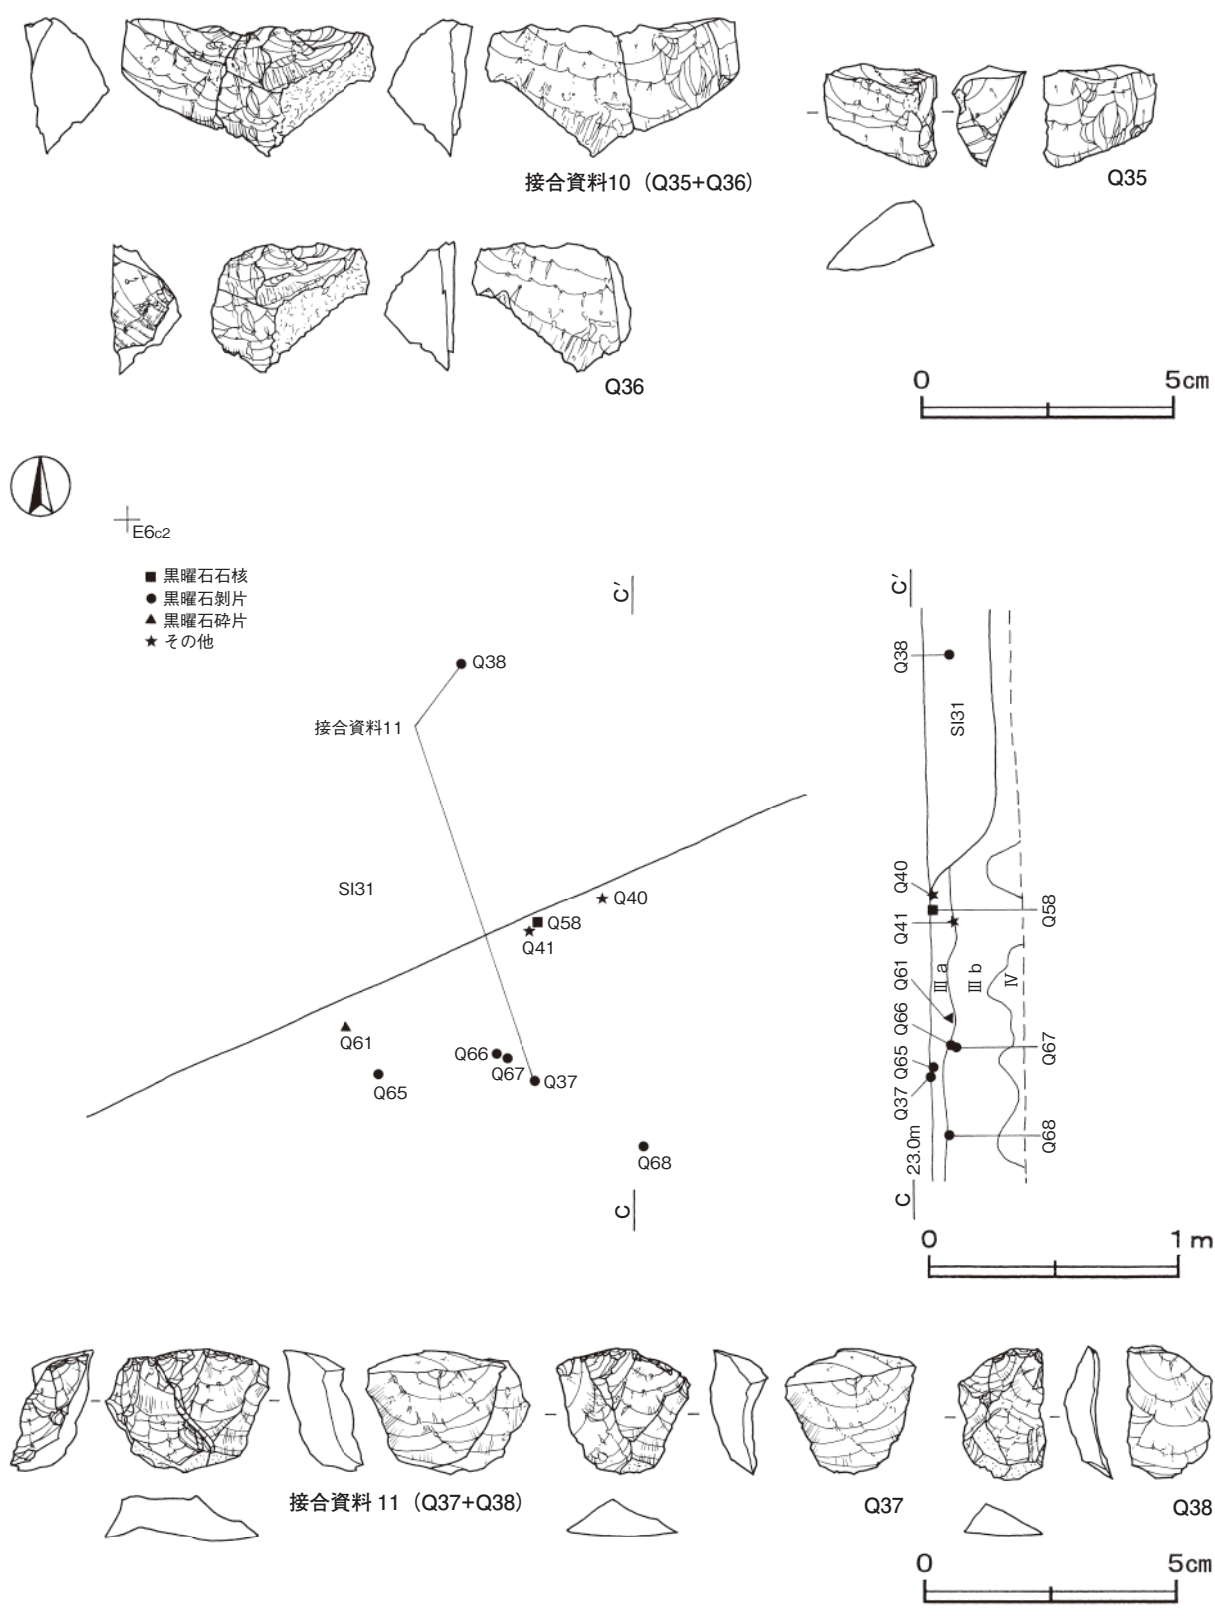 接合資料10（Q35+Q36）
Q35
Q36
0 5cm
E6c2
■ 黒曜石石核
● 黒曜石剝片
▲ 黒曜石砕片
★ その他
C′
Q38
接合資料11
SI31
Q40
Q58
Q41
Q61
Q66
Q67
Q65
Q37
Q68
C
C′
Q38
SI31
Q40
Q58
Q41
Q61
Ⅲa
Ⅲb
Ⅳ
Q66
Q67
Q65
Q37
Q68
23.0m
C
0 1m
接合資料11（Q37+Q38）
Q37
Q38
0 5cm